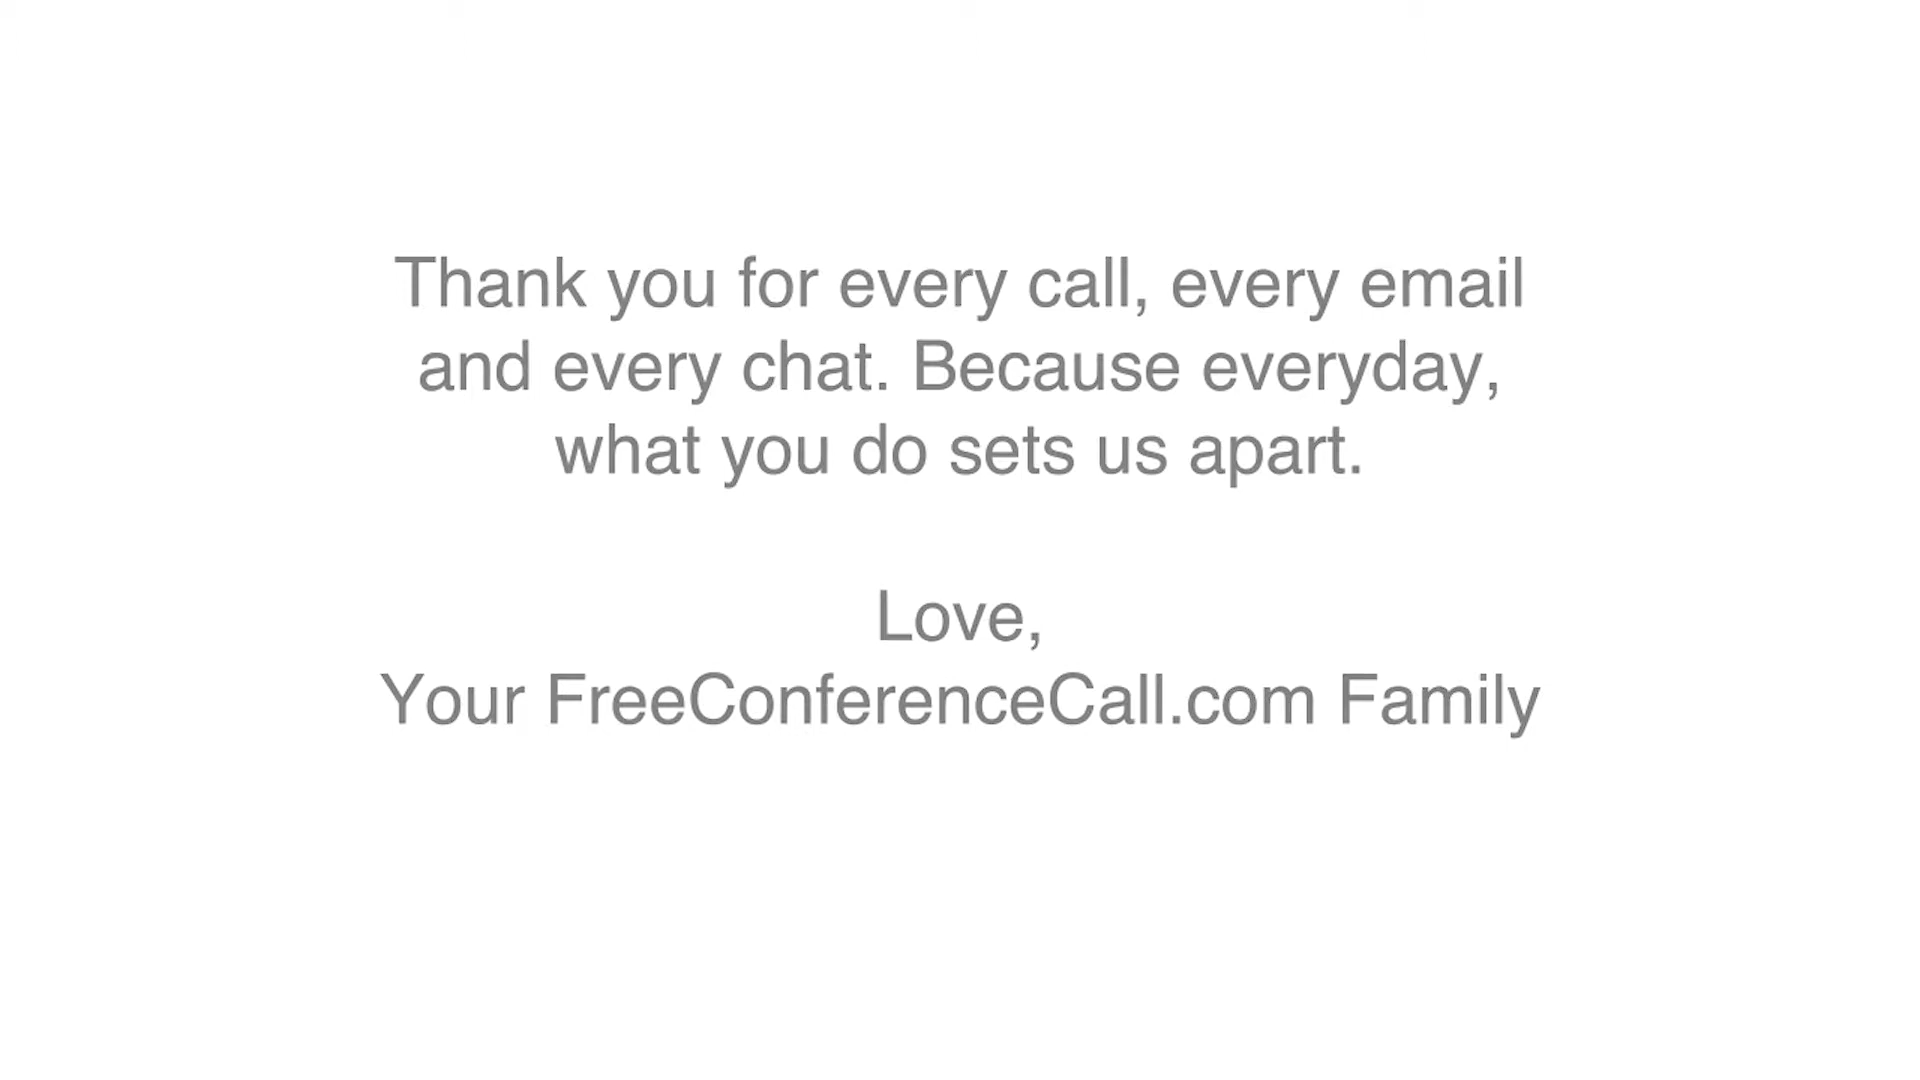 Thank you for every call, every email
and every chat. Because everyday,
what you do sets us apart.
Love,
Your FreeConferenceCall.com Family